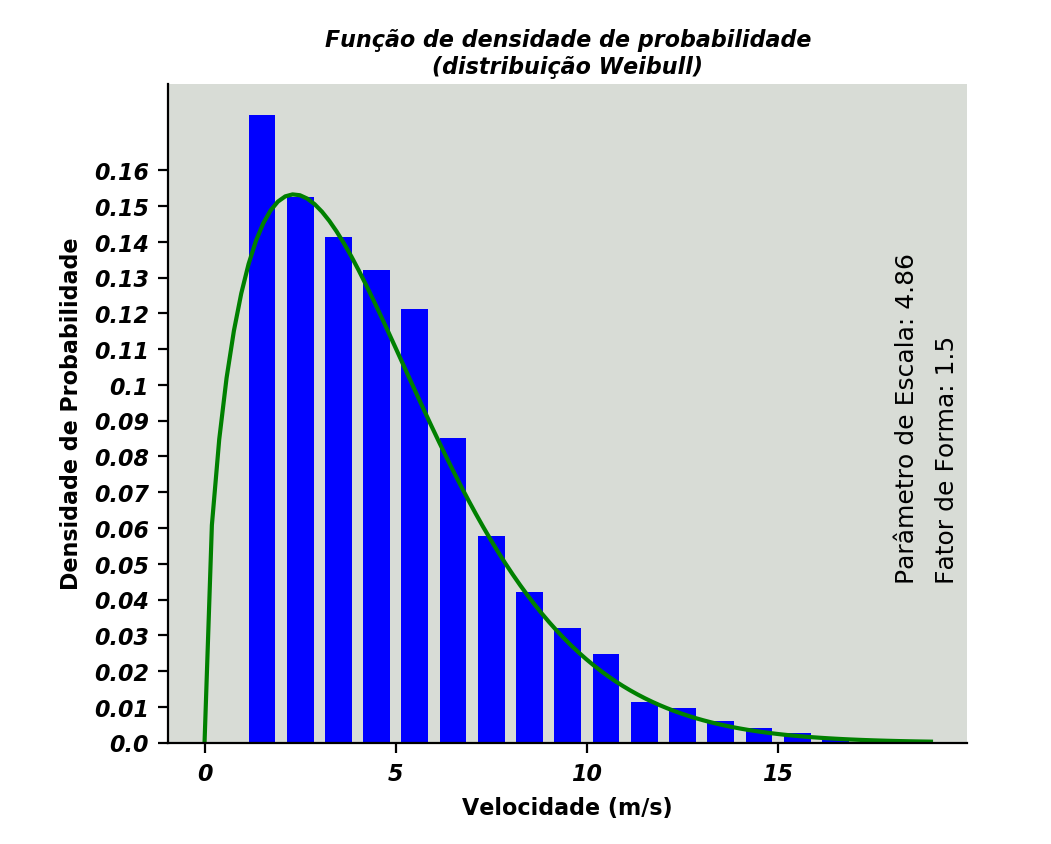 Função de densidade de probabilidade
(distribuição Weibull)
Densidade de Probabilidade
0.16
0.15
0.14
0.13
0.12
0.11
0.1
0.09
0.08
0.07
0.06
0.05
0.04
0.03
0.02
0.01
0.0
0 5 10 15
Velocidade (m/s)
Parâmetro de Escala: 4.86
Fator de Forma: 1.5